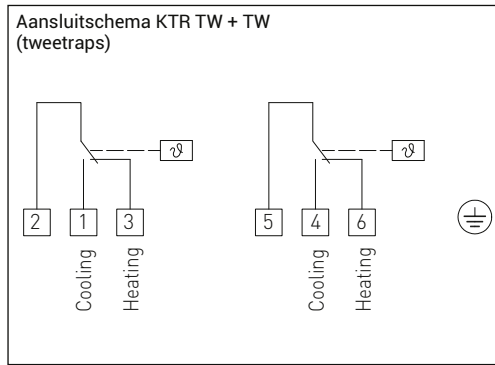 Aansluitschema KTR TW + TW
(tweetraps)
ϑ
ϑ
2 1 3 5 4 6
Cooling
Heating
Cooling
Heating